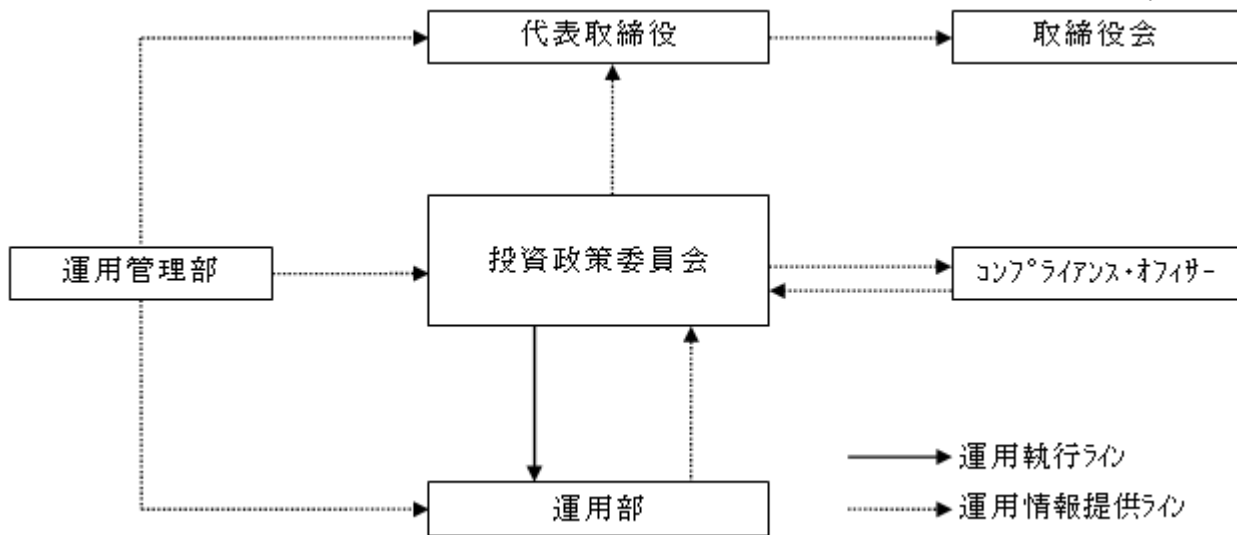 代表取締役
取締役会
投資政策委員会
運用管理部
コンプライアンス・オフィサー
運用執行ライン
運用部
運用情報提供ライン